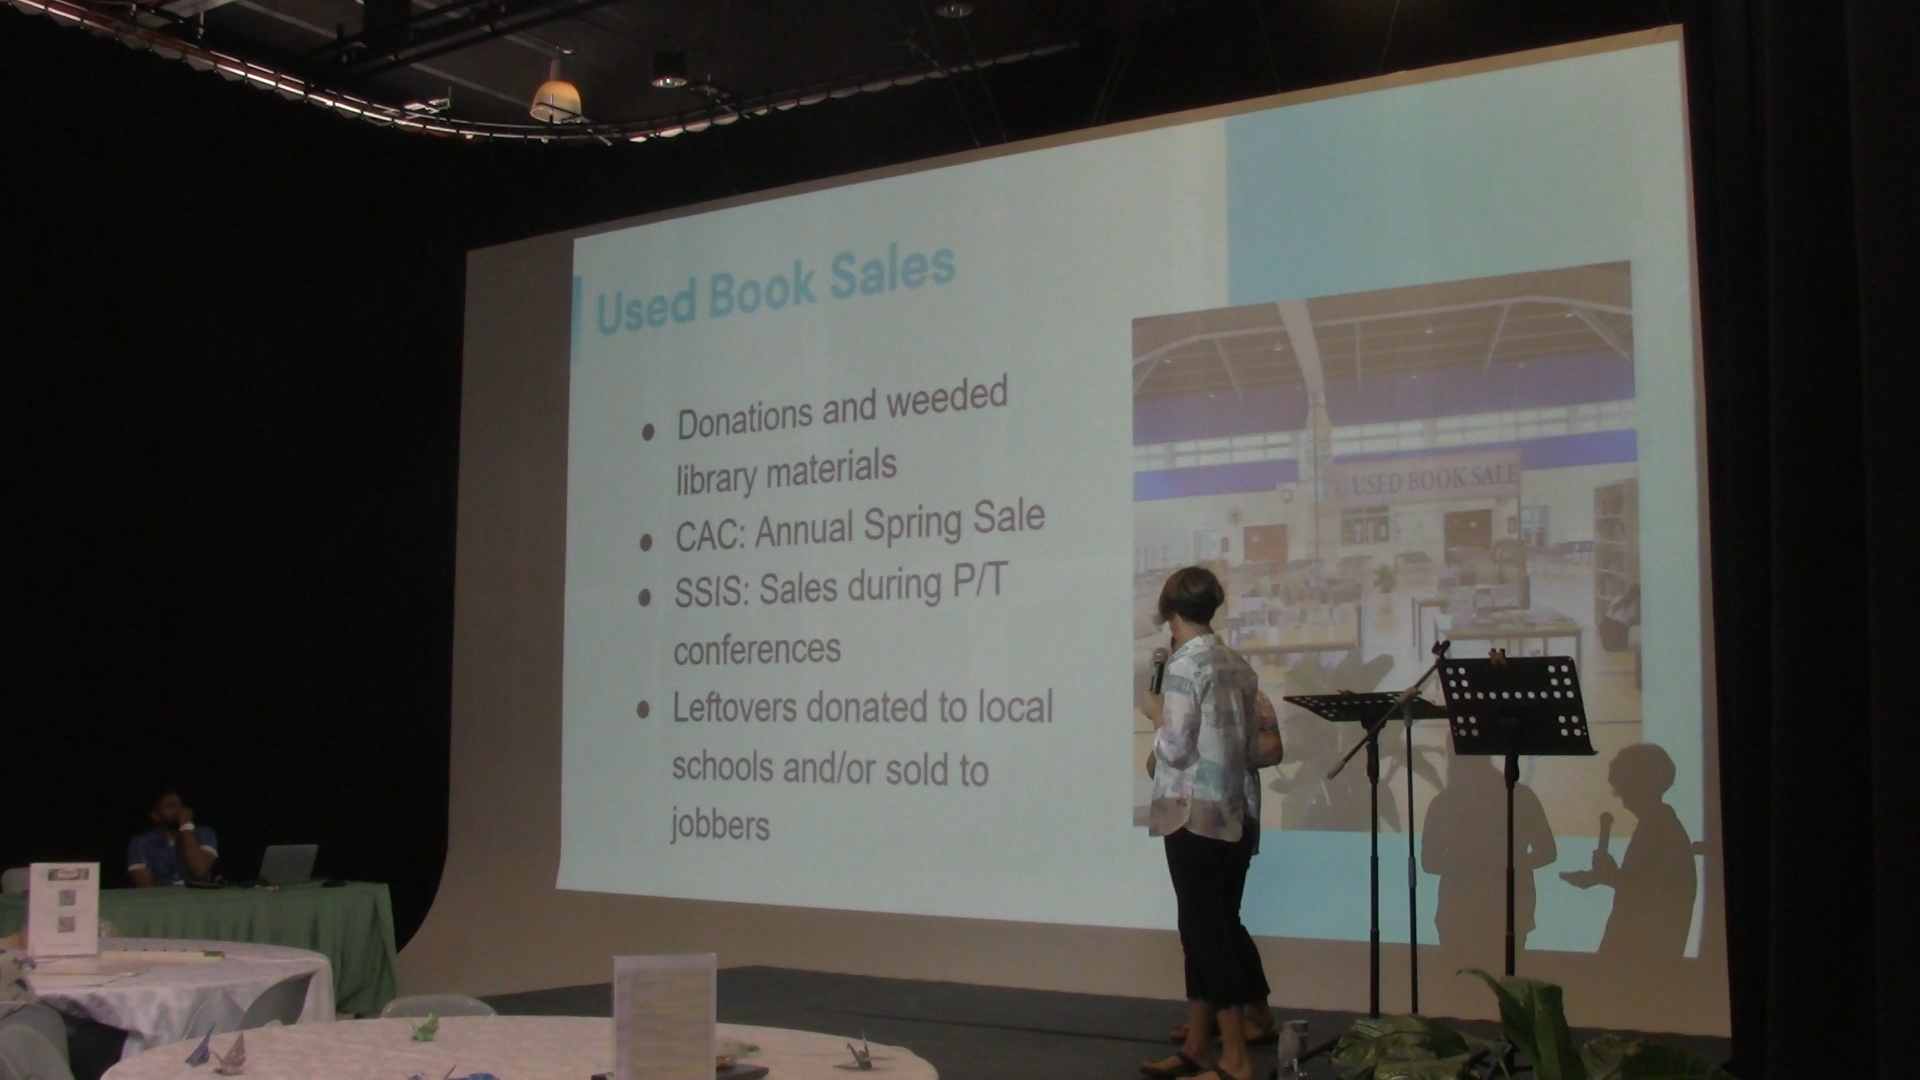 Used Book Sales
● Donations and weeded
library materials
● CAC: Annual Spring Sale
● SSIS: Sales during P/T
conferences
● Leftovers donated to local
schools and/or sold to
jobbers
USED BOOK SALE